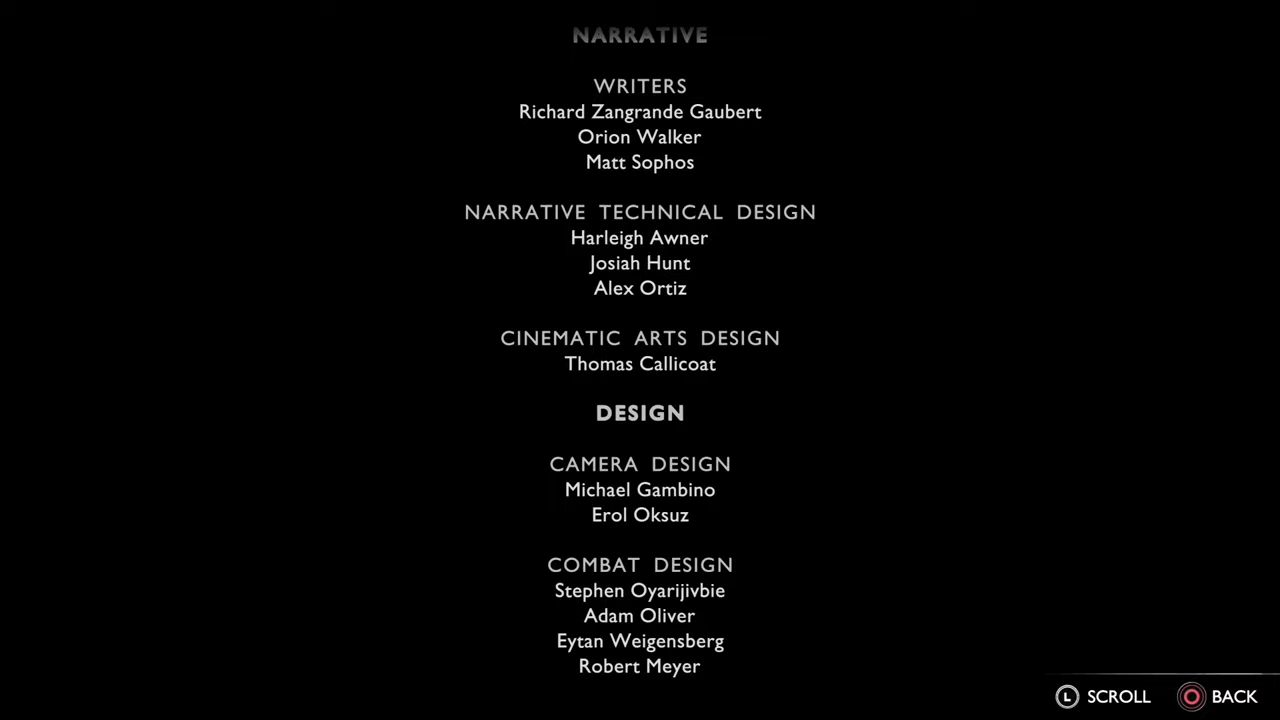 NARRATIVE
WRITERS
Richard Zangrande Gaubert
Orion Walker
Matt Sophos
NARRATIVE TECHNICAL DESIGN
Harleigh Awner
Josiah Hunt
Alex Ortiz
CINEMATIC ARTS DESIGN
Thomas Callicoat
DESIGN
CAMERA DESIGN
Michael Gambino
Erol Oksuz
COMBAT DESIGN
Stephen Oyarijivbie
Adam Oliver
Eytan Weigensberg
Robert Meyer
L SCROLL BACK